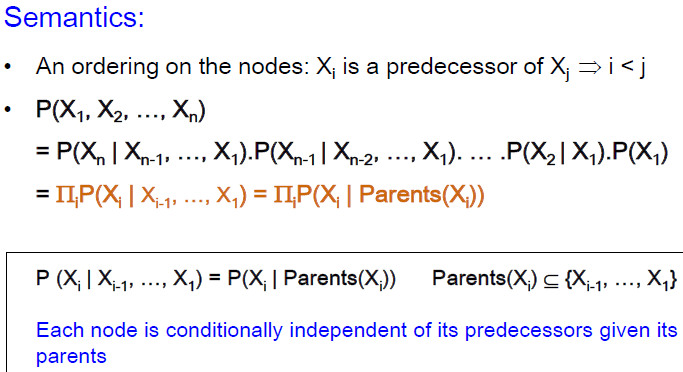 Semantics:
• An ordering on the nodes: Xi is a predecessor of Xj ⇒ i < j
• P(X1, X2, …, Xn)
= P(Xn | Xn-1, …, X1).P(Xn-1 | Xn-2, …, X1). … .P(X2 | X1).P(X1)
= ∏iP(Xi | Xi-1, …, X1) = ∏iP(Xi | Parents(Xi))
P (Xi | Xi-1, …, X1) = P(Xi | Parents(Xi)) Parents(Xi) ⊆ {Xi-1, …, X1}
Each node is conditionally independent of its predecessors given its
parents